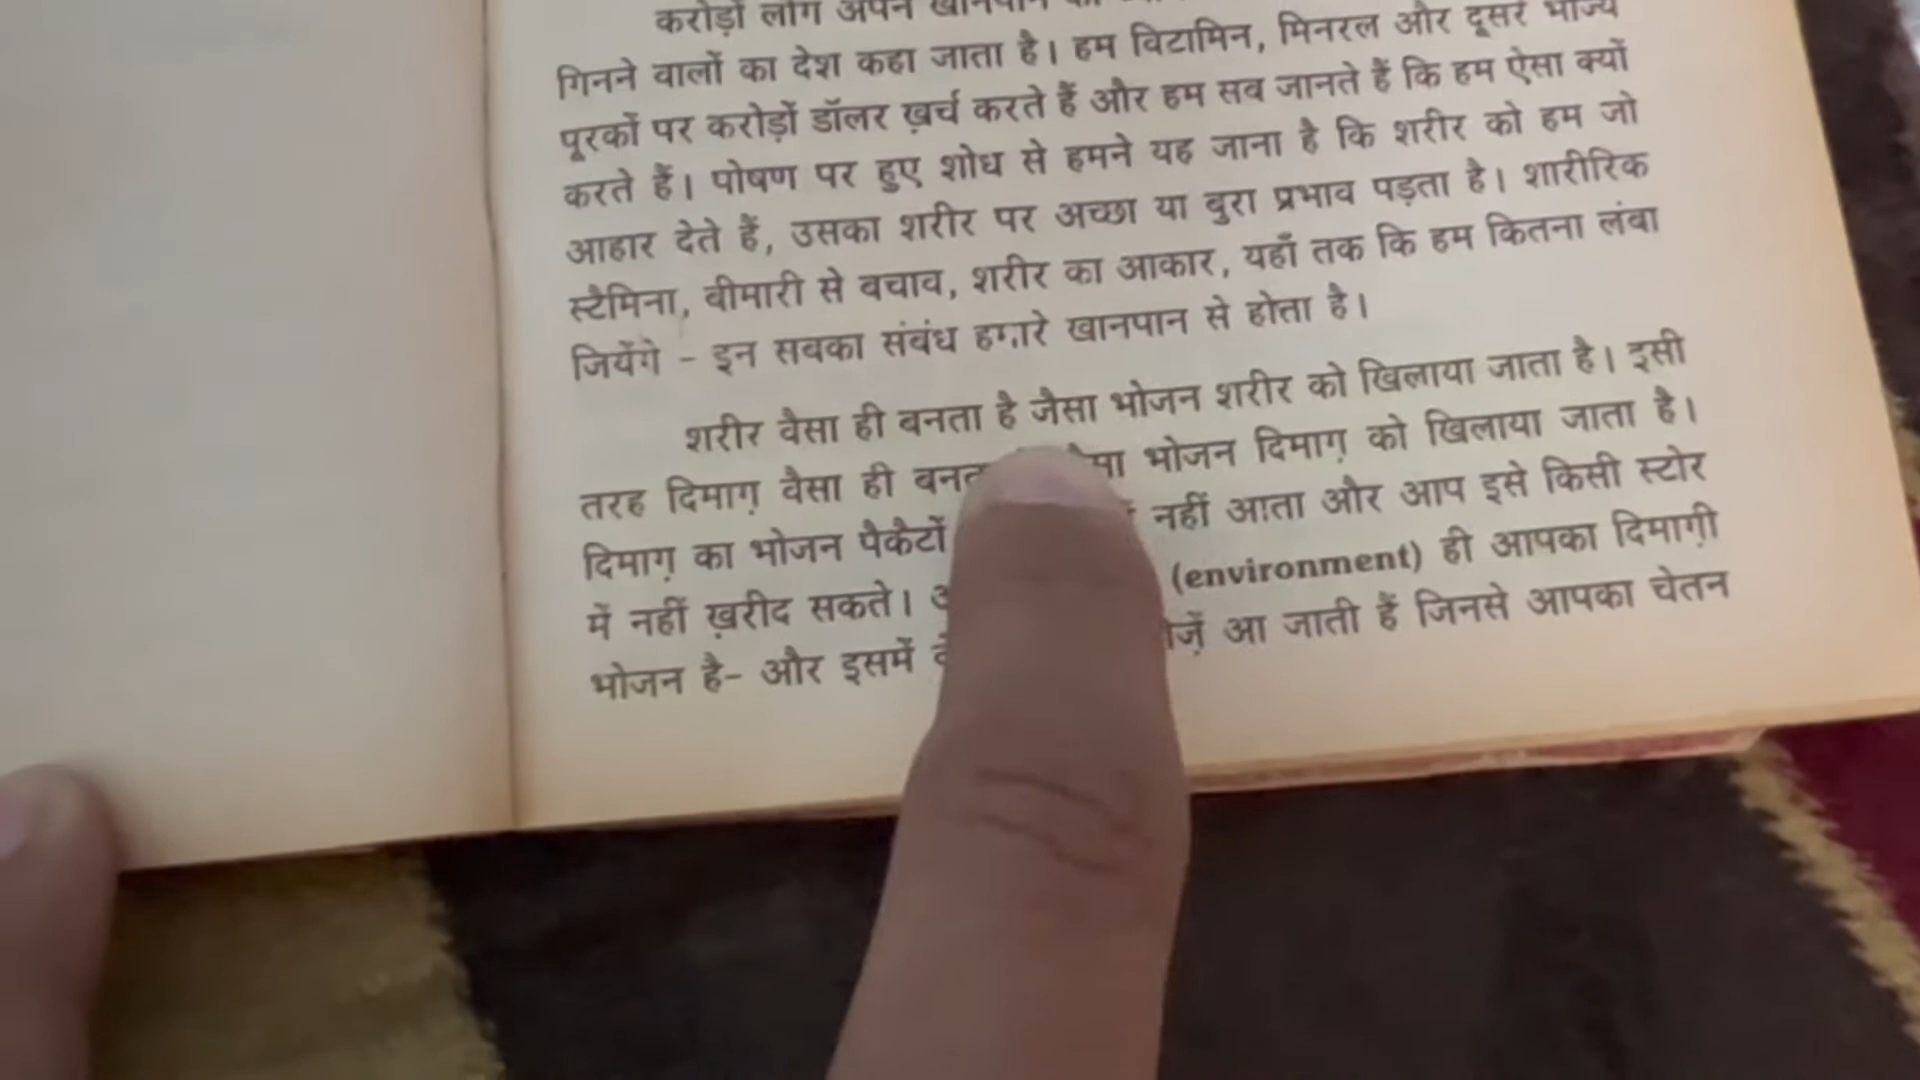 करोड़ों लोग अपने खानपान
गिनने वालों का देश कहा जाता है। हम विटामिन, मिनरल और दूसरे भोज्य
पूरकों पर करोड़ों डॉलर ख़र्च करते हैं और हम सब जानते हैं कि हम ऐसा क्यों
करते हैं। पोषण पर हुए शोध से हमने यह जाना है कि शरीर को हम जो
आहार देते हैं, उसका शरीर पर अच्छा या बुरा प्रभाव पड़ता है। शारीरिक
स्टैमिना, बीमारी से बचाव, शरीर का आकार, यहाँ तक कि हम कितना लंबा
जियेंगे - इन सबका संबंध हमारे खानपान से होता है।
शरीर वैसा ही बनता है जैसा भोजन शरीर को खिलाया जाता है। इसी
तरह दिमाग़ वैसा ही भोजन दिमाग़ को खिलाया जाता है।
दिमाग़ का भोजन पैकेटों नहीं आता और आप इसे किसी स्टोर
में नहीं ख़रीद सकते। (environment) ही आपका दिमाग़ी
भोजन है- और इसमें आ जाती हैं जिनसे आपका चेतन